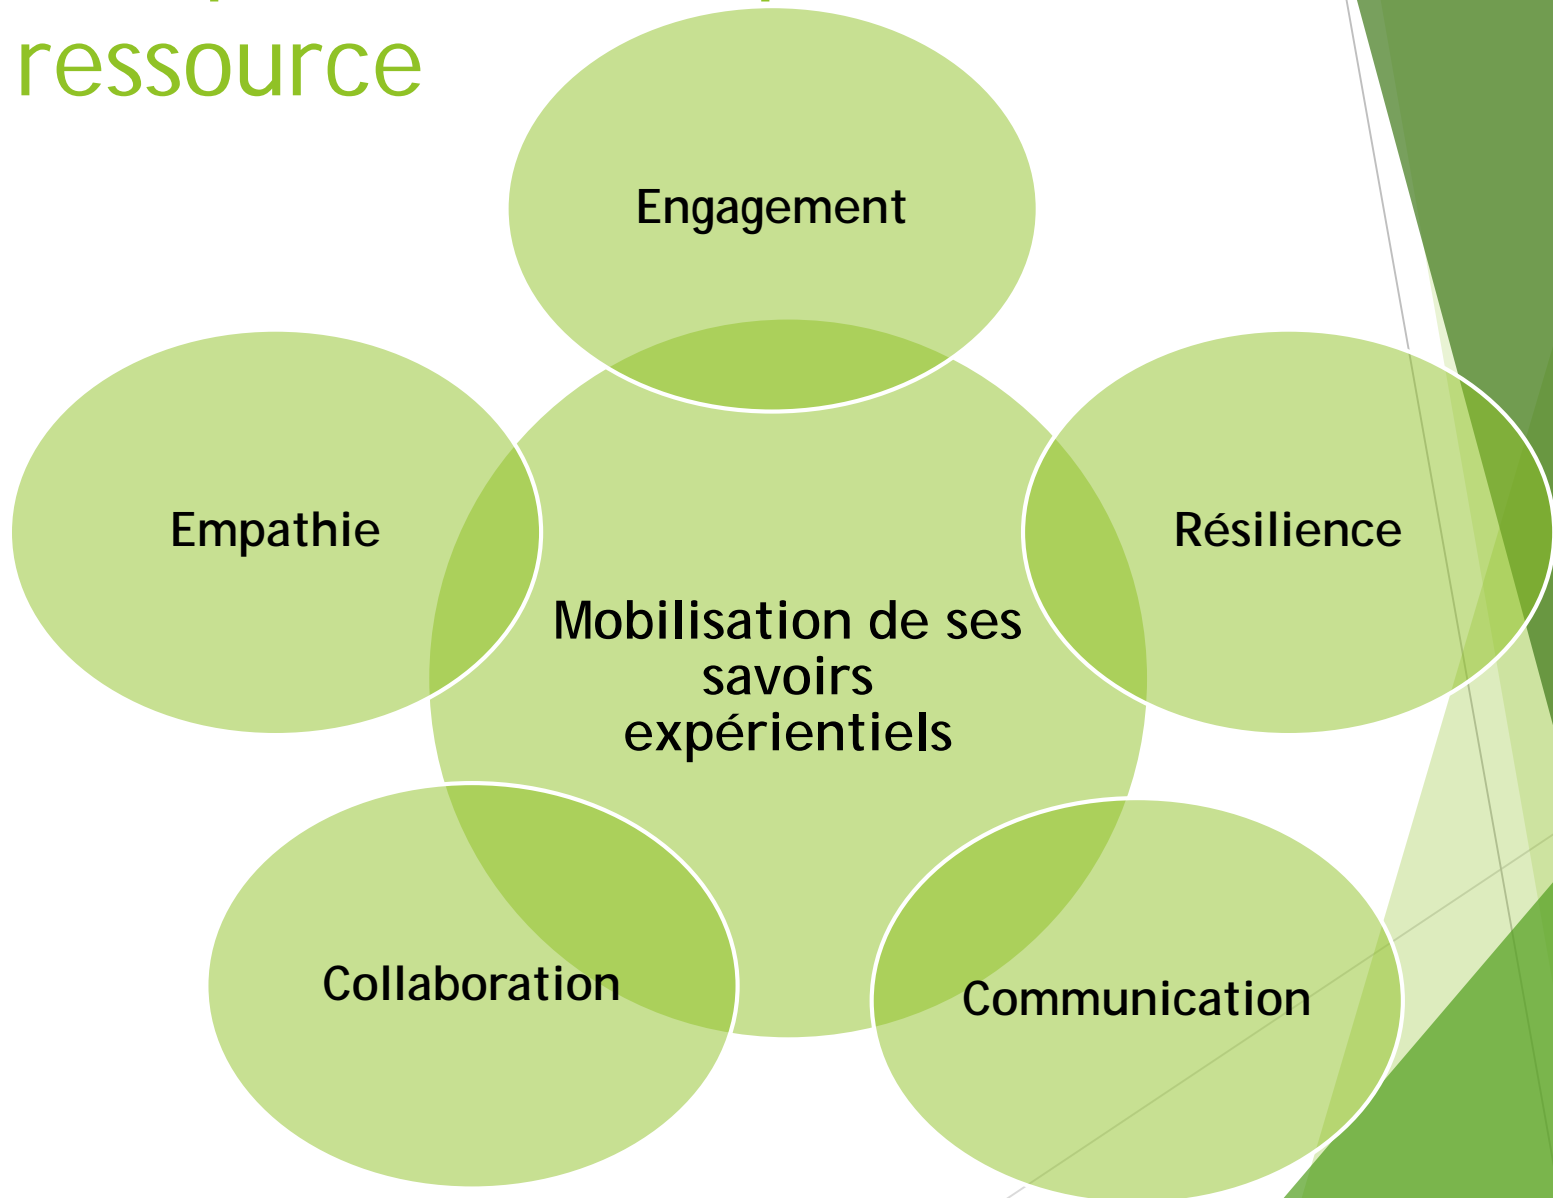 ressource
Engagement
Empathie
Résilience
Mobilisation de ses
savoirs
expérientiels
Collaboration
Communication